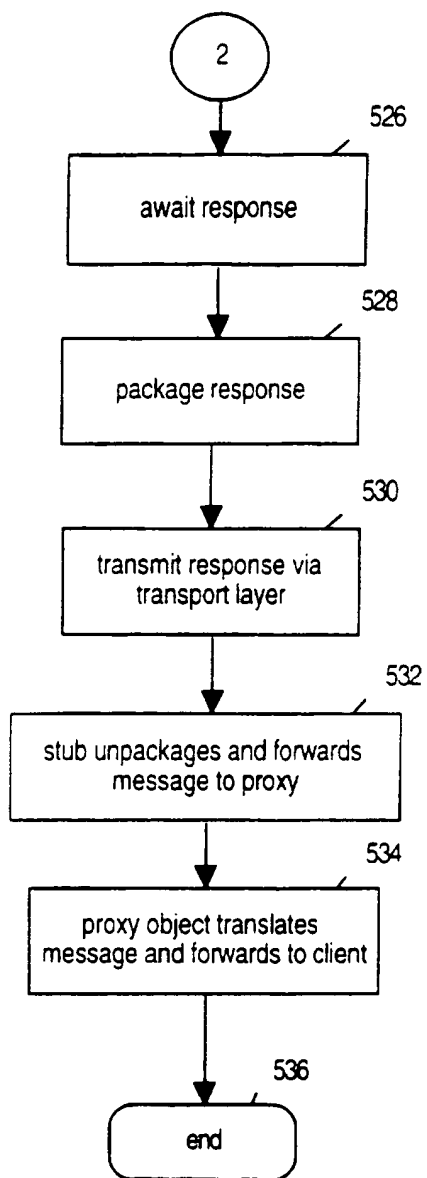 2
526
await response
528
package response
530
transmit response via
transport layer
532
stub unpackages and forwards
message to proxy
534
proxy object translates
message and forwards to client
536
end